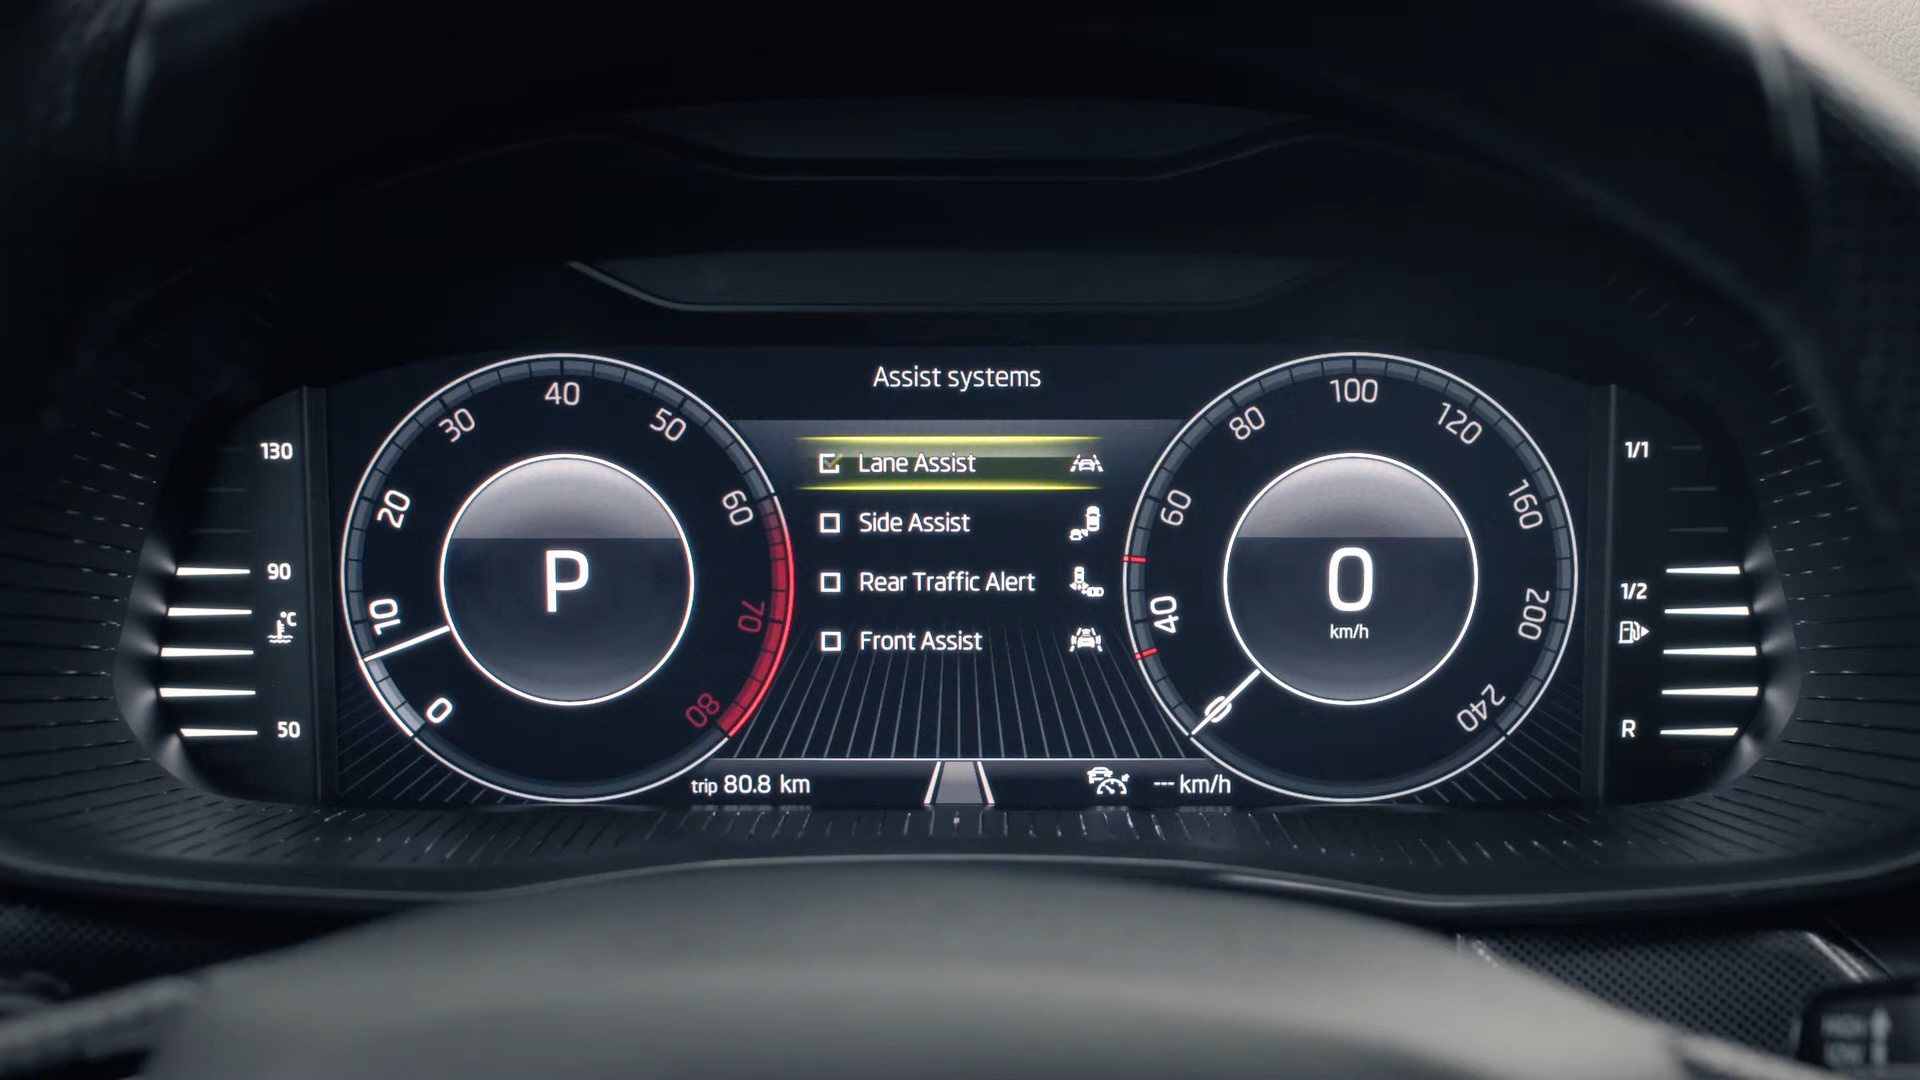 Assist systems
Lane Assist
Side Assist
Rear Traffic Alert
Front Assist
130
90
°C
50
0
10
20
30
40
50
60
70
80
P
0
40
60
80
100
120
160
200
240
0
km/h
1/1
1/2
R
trip 80.8 km
--- km/h